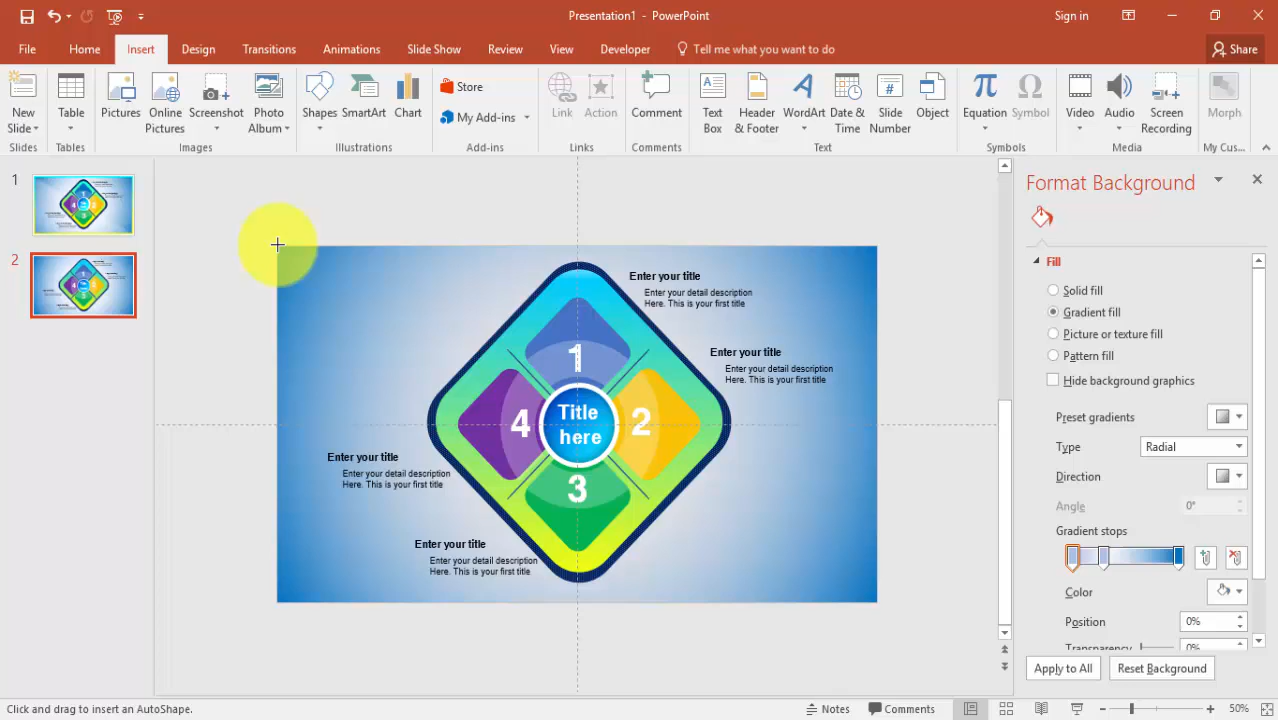 Presentation1 - PowerPoint
Sign in
File
Home
Insert
Design
Transitions
Animations
Slide Show
Review
View
Developer
Tell me what you want to do
Share
New
Slide
Table
Pictures
Online
Pictures
Screenshot
Photo
Album
Shapes
SmartArt
Chart
Store
My Add-ins
Link
Action
Comment
Text
Box
Header
& Footer
WordArt
Date &
Time
Slide
Number
Object
Equation
Symbol
Video
Audio
Screen
Recording
Morph
Slides
Tables
Images
Illustrations
Add-ins
Links
Comments
Text
Symbols
Media
My Cus...
1
2
Enter your title
Enter your detail description
Here. This is your first title
Enter your title
Enter your detail description
Here. This is your first title
1
2
3
4
Title
here
Enter your title
Enter your detail description
Here. This is your first title
Enter your title
Enter your detail description
Here. This is your first title
Format Background
Fill
Solid fill
Gradient fill
Picture or texture fill
Pattern fill
Hide background graphics
Preset gradients
Type
Radial
Direction
Angle
0°
Gradient stops
Color
Position
0%
Transparency
0%
Apply to All
Reset Background
Click and drag to insert an AutoShape.
Notes
Comments
50%